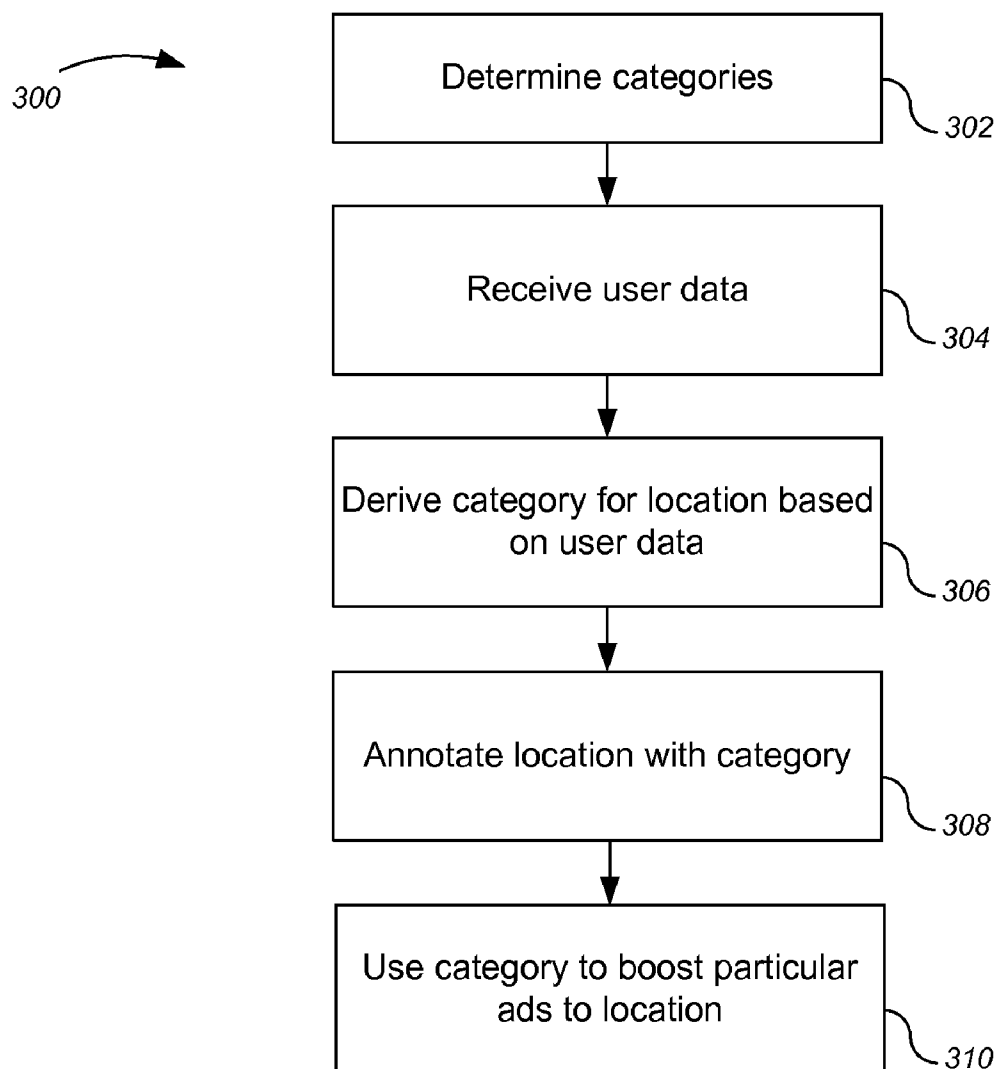 300
Determine categories
302
Receive user data
304
Derive category for location based
on user data
306
Annotate location with category
308
Use category to boost particular
ads to location
310